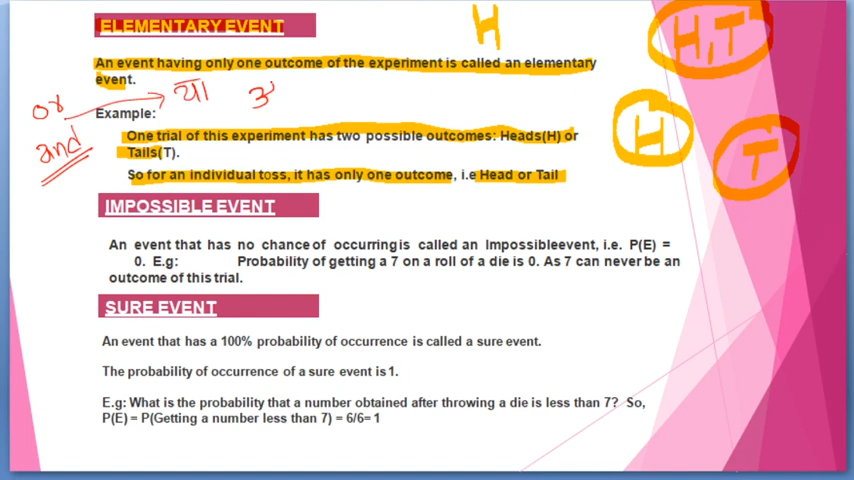 ELEMENTARY EVENT
H
H,T
An event having only one outcome of the experiment is called an elementary
event.
या
or
Example:
and
One trial of this experiment has two possible outcomes: Heads(H) or
Tails(T).
H
T
So for an individual toss, it has only one outcome, i.e Head or Tail
IMPOSSIBLE EVENT
An event that has no chance of occurring is called an Impossibleevent, i.e. P(E) =
0. E.g: Probability of getting a 7 on a roll of a die is 0. As 7 can never be an
outcome of this trial.
SURE EVENT
An event that has a 100% probability of occurrence is called a sure event.
The probability of occurrence of a sure event is 1.
E.g: What is the probability that a number obtained after throwing a die is less than 7? So,
P(E) = P(Getting a number less than 7) = 6/6= 1